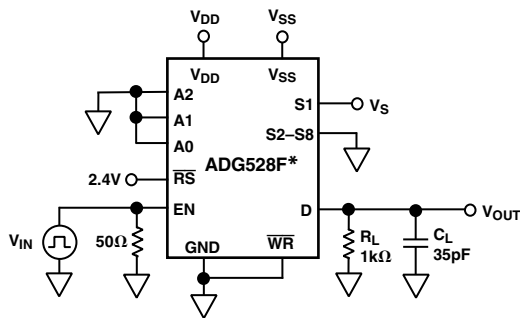 VDD
VSS
VDD
VSS
A2
A1
A0
S1
VS
S2–S8
ADG528F*
2.4V
RS
EN
D
VOUT
VIN
50Ω
GND
WR
RL
1kΩ
CL
35pF